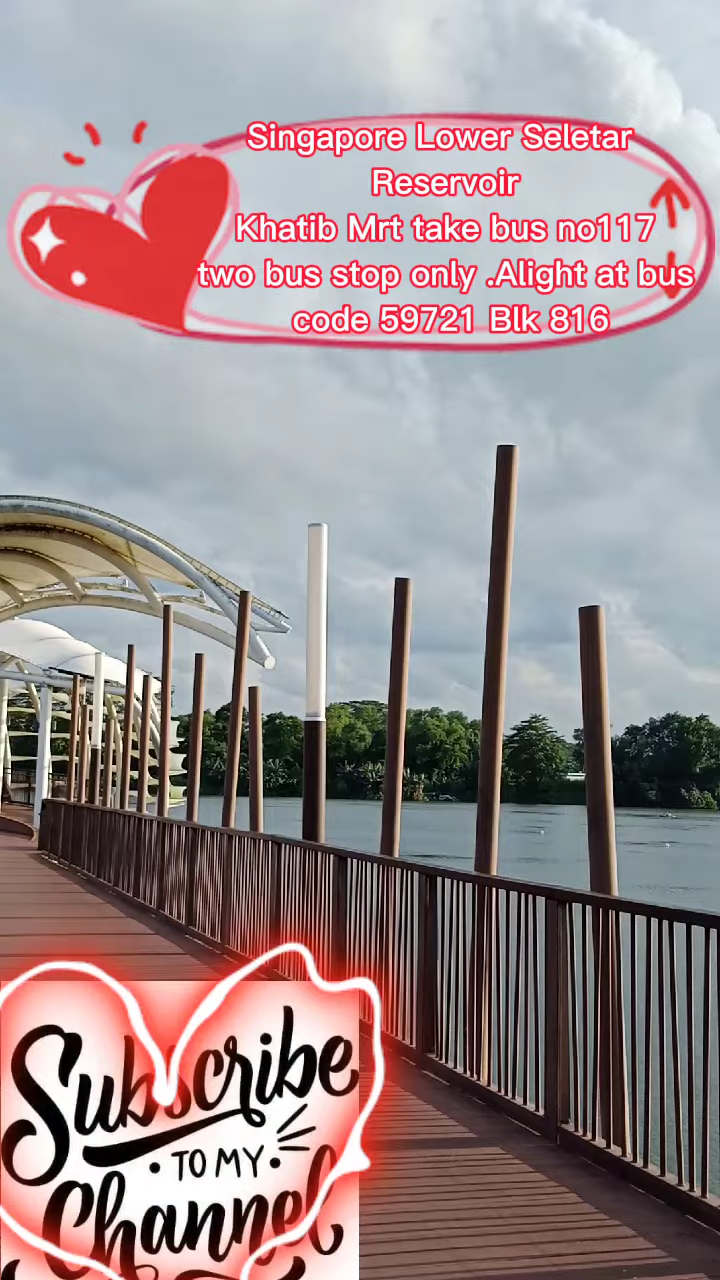 Singapore Lower Seletar
Reservoir
Khatib Mrt take bus no117
two bus stop only .Alight at bus
code 59721 Blk 816
Subscribe
• TO MY •
Channel